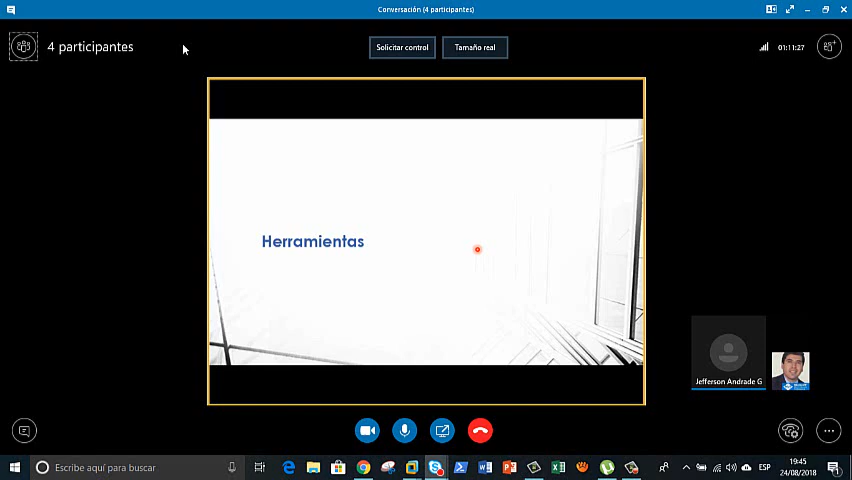 Conversación (4 participantes)
4 participantes
Solicitar control
Tamaño real
01:11:27
Herramientas
Jefferson Andrade G
Escribe aquí para buscar
ESP
19:45
24/08/2018